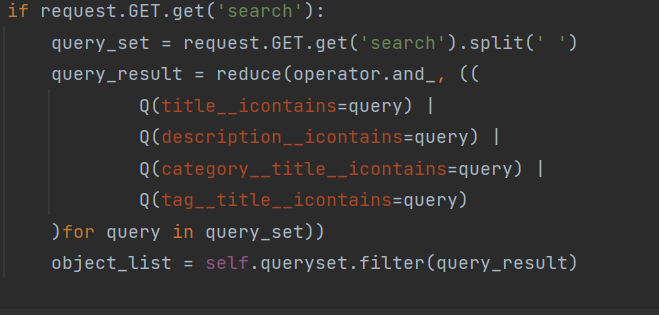 if request.GET.get('search'):
    query_set = request.GET.get('search').split(' ')
    query_result = reduce(operator.and_, ((
            Q(title__icontains=query) |
            Q(description__icontains=query) |
            Q(category__title__icontains=query) |
            Q(tag__title__icontains=query)
    )for query in query_set))
    object_list = self.queryset.filter(query_result)